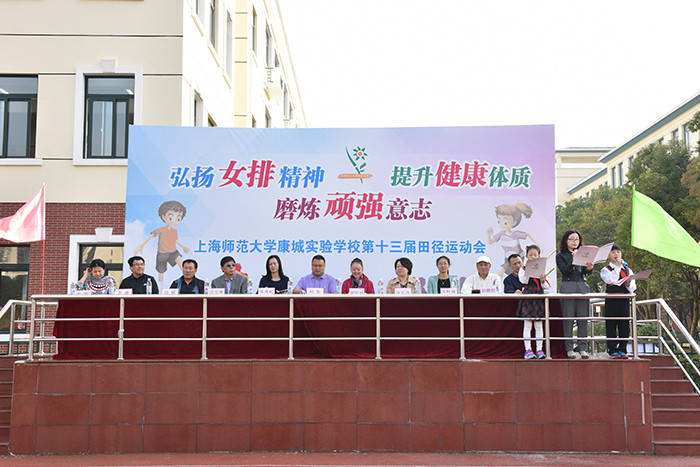 弘扬女排精神 提升健康体质
磨炼顽强意志
上海师范大学康城实验学校第十三届田径运动会